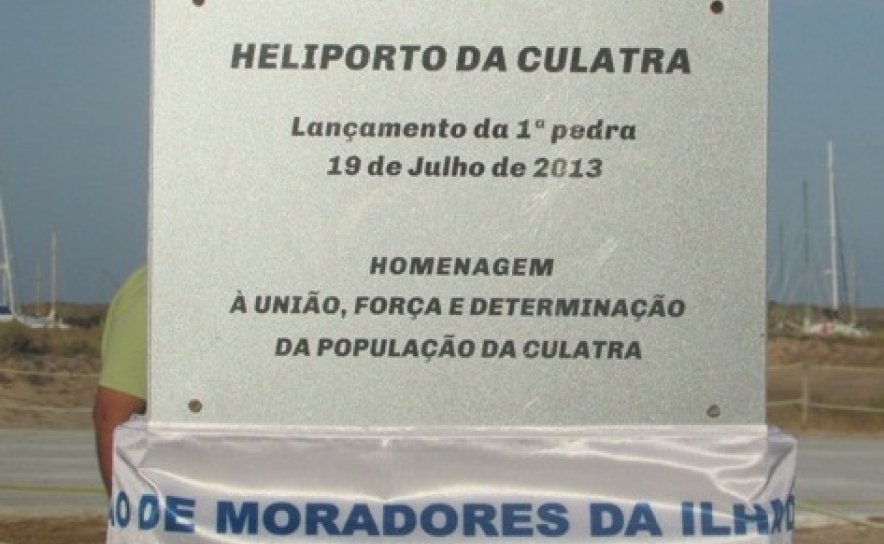 HELIPORTO DA CULATRA
Lançamento da 1ª pedra
19 de Julho de 2013
HOMENAGEM
À UNIÃO, FORÇA E DETERMINAÇÃO
DA POPULAÇÃO DA CULATRA
DE MORADORES DA